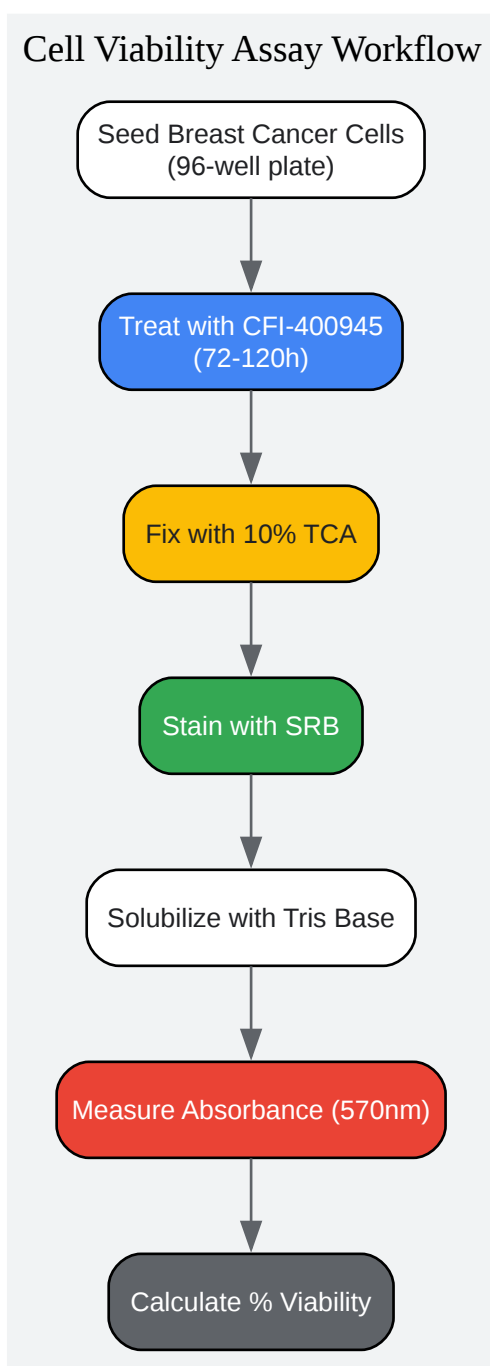 Cell Viability Assay Workflow
Seed Breast Cancer Cells
(96-well plate)
Treat with CFI-400945
(72-120h)
Fix with 10% TCA
Stain with SRB
Solubilize with Tris Base
Measure Absorbance (570nm)
Calculate % Viability